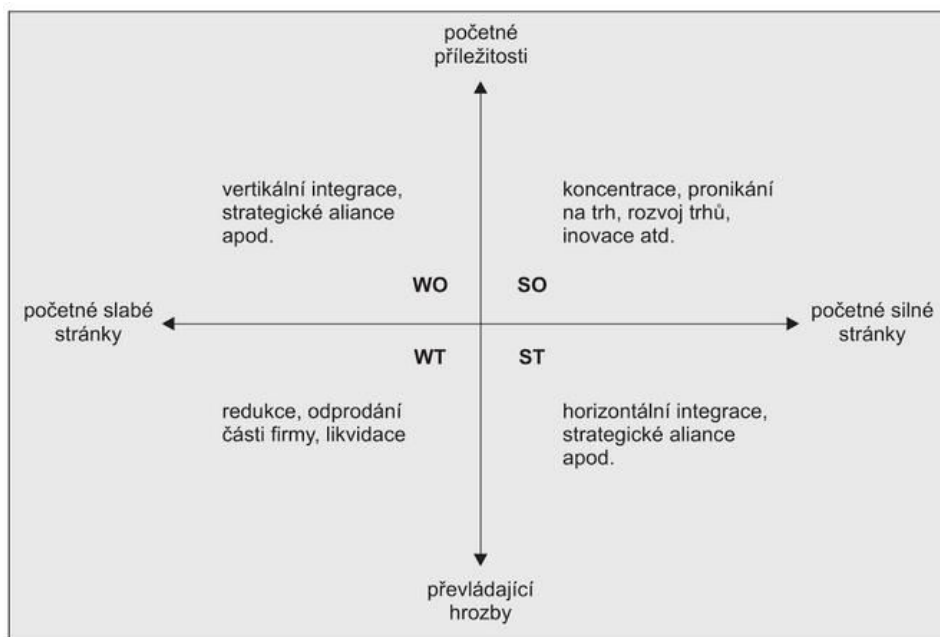 početné
příležitosti
vertikální integrace,
strategické aliance
apod.
koncentrace, pronikání
na trh, rozvoj trhů,
inovace atd.
WO
SO
početné slabé
stránky
početné silné
stránky
WT
ST
redukce, odprodání
části firmy, likvidace
horizontální integrace,
strategické aliance
apod.
převládající
hrozby